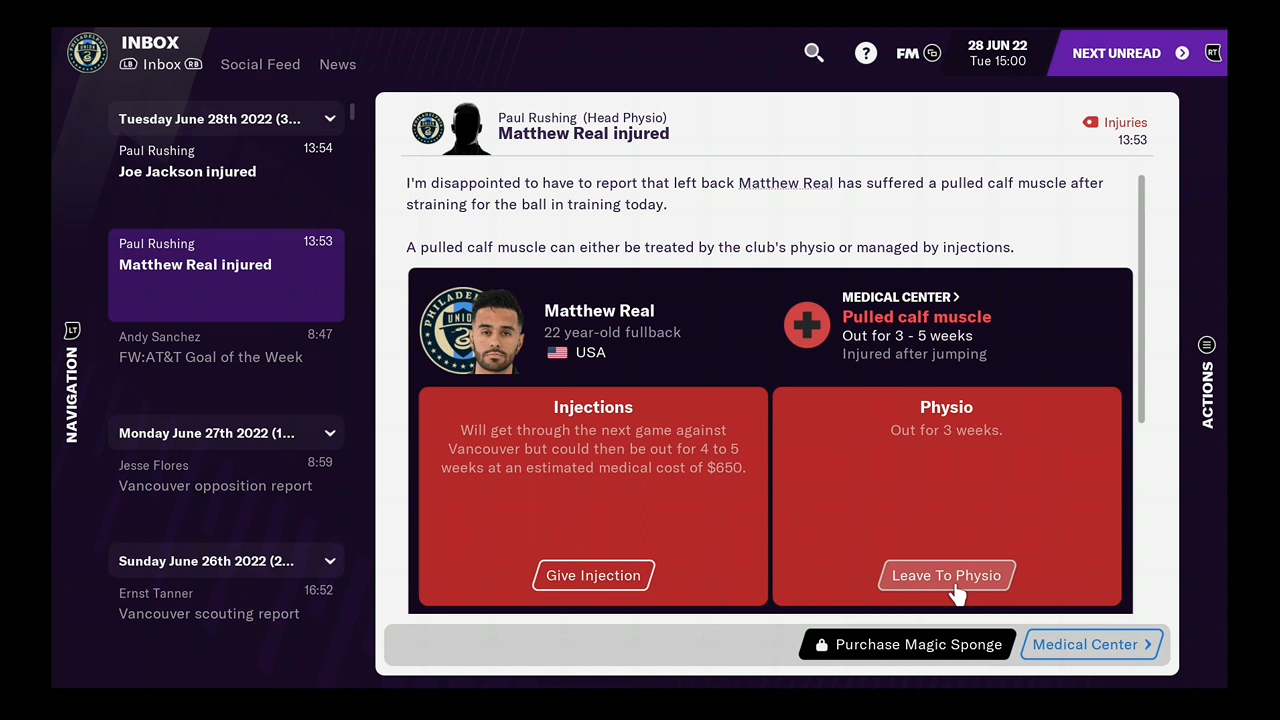 INBOX
LB Inbox RB Social Feed News
FM
28 JUN 22
Tue 15:00
NEXT UNREAD
RT
Tuesday June 28th 2022 (3...
Paul Rushing 13:54
Joe Jackson injured
Paul Rushing 13:53
Matthew Real injured
Andy Sanchez 8:47
FW:AT&T Goal of the Week
Monday June 27th 2022 (1...
Jesse Flores 8:59
Vancouver opposition report
Sunday June 26th 2022 (2...
Ernst Tanner 16:52
Vancouver scouting report
LT
NAVIGATION
Paul Rushing (Head Physio)
Matthew Real injured
Injuries
13:53
I'm disappointed to have to report that left back Matthew Real has suffered a pulled calf muscle after
straining for the ball in training today.
A pulled calf muscle can either be treated by the club's physio or managed by injections.
PHILADEL
UNION
Matthew Real
22 year-old fullback
USA
MEDICAL CENTER >
Pulled calf muscle
Out for 3 - 5 weeks
Injured after jumping
Injections
Will get through the next game against
Vancouver but could then be out for 4 to 5
weeks at an estimated medical cost of $650.
Give Injection
Physio
Out for 3 weeks.
Leave To Physio
Purchase Magic Sponge
Medical Center >
ACTIONS